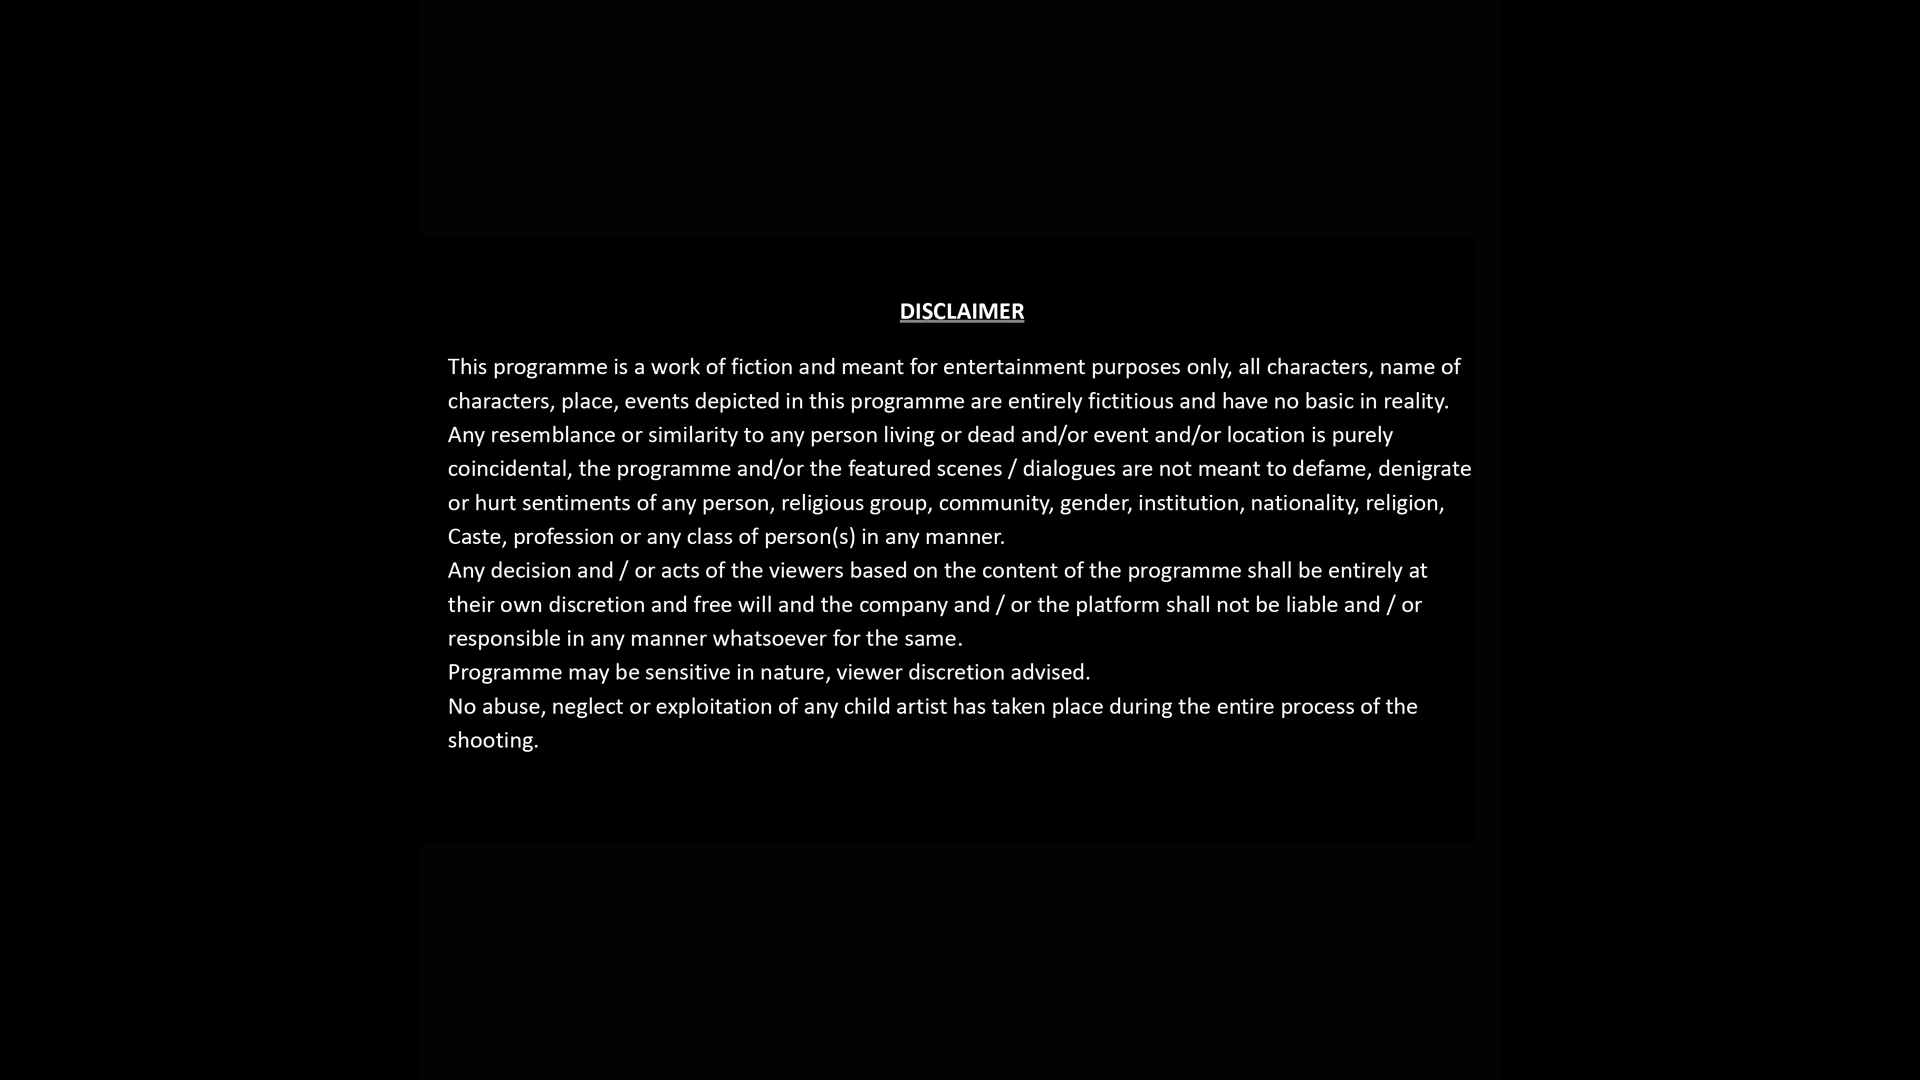 DISCLAIMER
This programme is a work of fiction and meant for entertainment purposes only, all characters, name of
characters, place, events depicted in this programme are entirely fictitious and have no basic in reality.
Any resemblance or similarity to any person living or dead and/or event and/or location is purely
coincidental, the programme and/or the featured scenes / dialogues are not meant to defame, denigrate
or hurt sentiments of any person, religious group, community, gender, institution, nationality, religion,
Caste, profession or any class of person(s) in any manner.
Any decision and / or acts of the viewers based on the content of the programme shall be entirely at
their own discretion and free will and the company and / or the platform shall not be liable and / or
responsible in any manner whatsoever for the same.
Programme may be sensitive in nature, viewer discretion advised.
No abuse, neglect or exploitation of any child artist has taken place during the entire process of the
shooting.